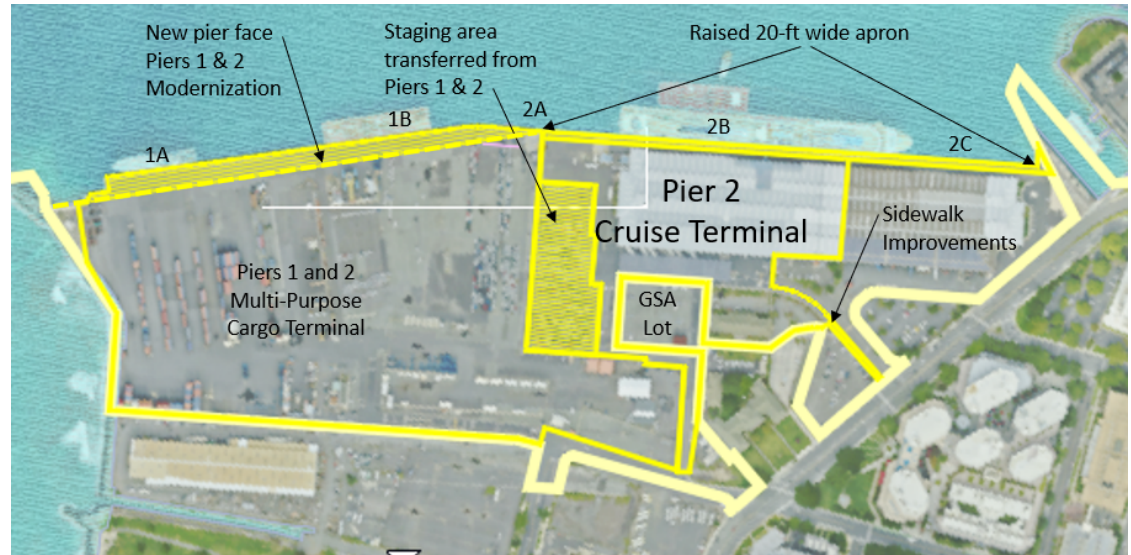 New pier face
Piers 1 & 2
Modernization
Staging area
transferred from
Piers 1 & 2
Raised 20-ft wide apron
1A
1B
2A
2B
2C
Pier 2
Cruise Terminal
Sidewalk
Improvements
Piers 1 and 2
Multi-Purpose
Cargo Terminal
GSA
Lot